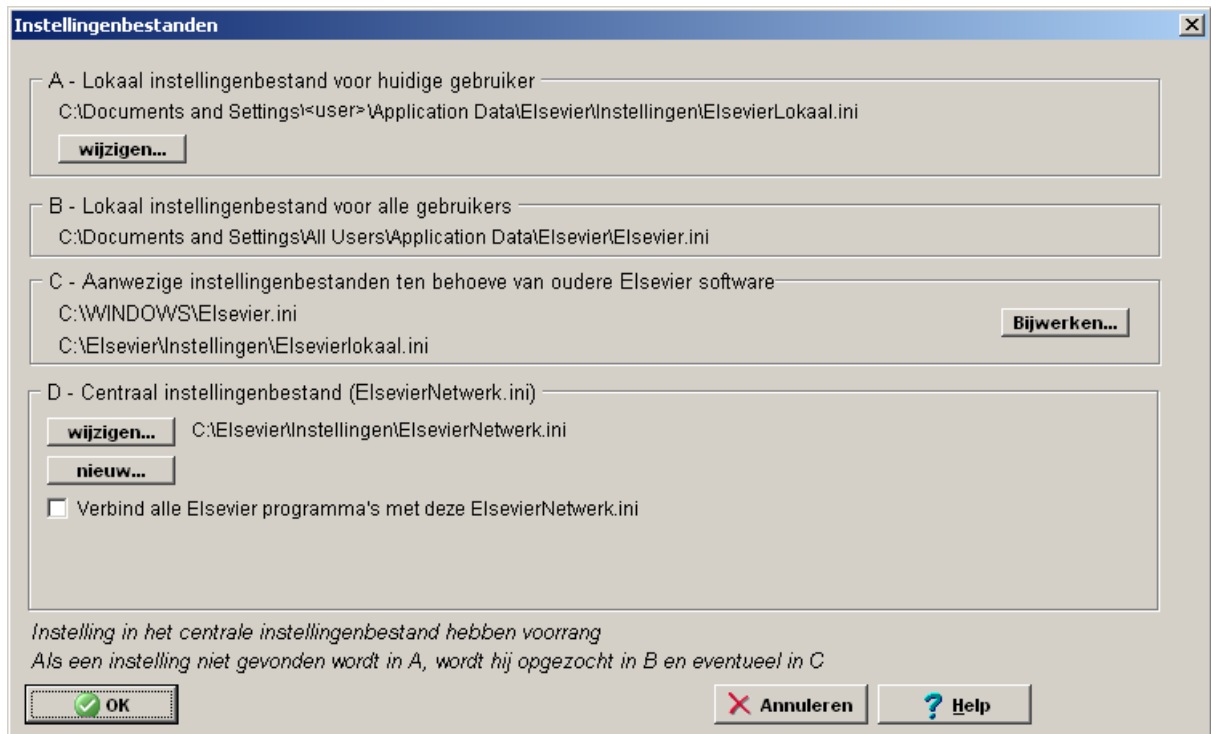 Instellingenbestanden
A - Lokaal instellingenbestand voor huidige gebruiker
C:\Documents and Settings\<user>\Application Data\Elsevier\Instellingen\ElsevierLokaal.ini
wijzigen...
B - Lokaal instellingenbestand voor alle gebruikers
C:\Documents and Settings\All Users\Application Data\Elsevier\Elsevier.ini
C - Aanwezige instellingenbestanden ten behoeve van oudere Elsevier software
C:\WINDOWS\Elsevier.ini
Bijwerken...
C:\Elsevier\Instellingen\Elsevierlokaal.ini
D - Centraal instellingenbestand (ElsevierNetwerk.ini)
wijzigen... C:\Elsevier\Instellingen\ElsevierNetwerk.ini
nieuw...
Verbind alle Elsevier programma's met deze ElsevierNetwerk.ini
Instelling in het centrale instellingenbestand hebben voorrang
Als een instelling niet gevonden wordt in A, wordt hij opgezocht in B en eventueel in C
OK Annuleren Help